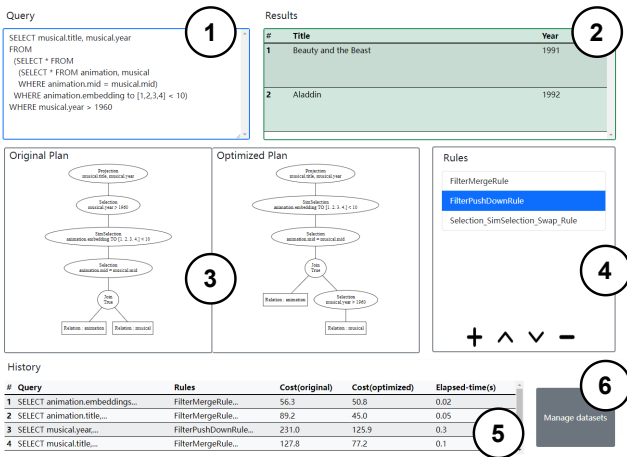 Query
1
SELECT musical.title, musical.year
FROM
(SELECT * FROM
(SELECT * FROM animation, musical
WHERE animation.mid = musical.mid)
WHERE animation.embedding to [1,2,3,4] < 10)
WHERE musical.year > 1960
Results
2
# Title Year
1 Beauty and the Beast 1991
2 Aladdin 1992
Original Plan
Projection
musical.title, musical.year
Selection
musical.year > 1960
SimSelection
animation.embedding TO [1, 2, 3, 4,] < 10
Selection
animation.mid = musical.mid
Join
True
Relation : animation
Relation : musical
3
Optimized Plan
Projection
musical.title, musical.year
SimSelection
animation.embedding TO [1, 2, 3, 4,] < 10
Selection
animation.mid = musical.mid
Join
True
Relation : animation
Selection
musical.year > 1960
Relation : musical
Rules
FilterMergeRule
FilterPushDownRule
Selection_SimSelection_Swap_Rule
4
History
# Query Rules Cost(original) Cost(optimized) Elapsed-time(s)
1 SELECT animation.embeddings... FilterMergeRule... 56.3 50.8 0.02
2 SELECT animation.title,... FilterMergeRule... 89.2 45.0 0.05
3 SELECT musical.year,... FilterPushDownRule... 231.0 125.9 0.3
4 SELECT musical.title,... FilterMergeRule... 127.8 77.2 0.1
5
6
Manage datasets